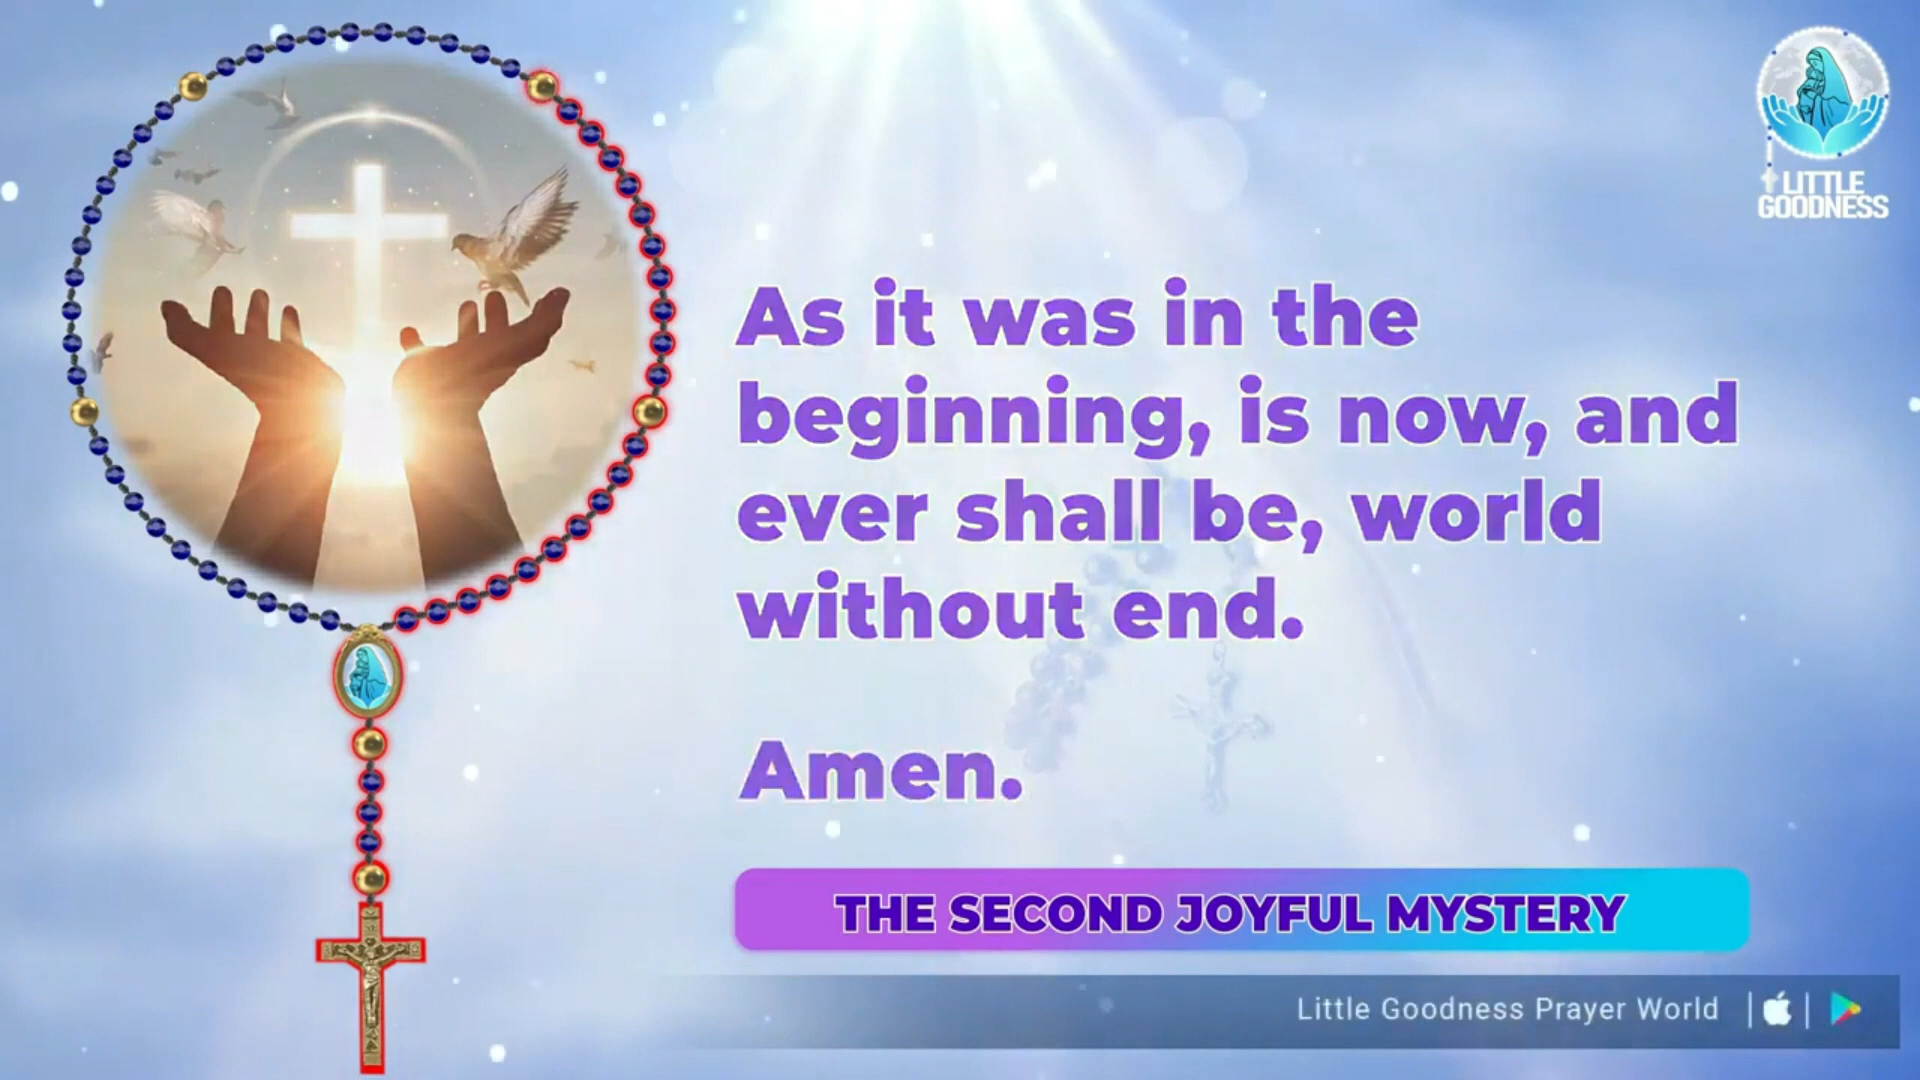 LITTLE
GOODNESS
As it was in the
beginning, is now, and
ever shall be, world
without end.
Amen.
THE SECOND JOYFUL MYSTERY
Little Goodness Prayer World